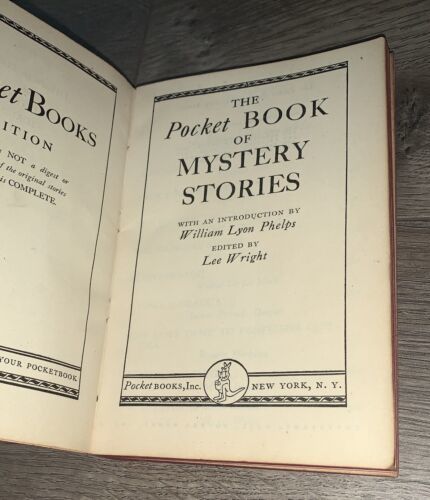 et BOOKS
ITION
NOT a digest or
of the original stories
is COMPLETE.
YOUR POCKETBOOK
THE
Pocket BOOK
OF
MYSTERY
STORIES
WITH AN INTRODUCTION BY
William Lyon Phelps
EDITED BY
Lee Wright
Pocket BOOKS, Inc.
NEW YORK, N. Y.